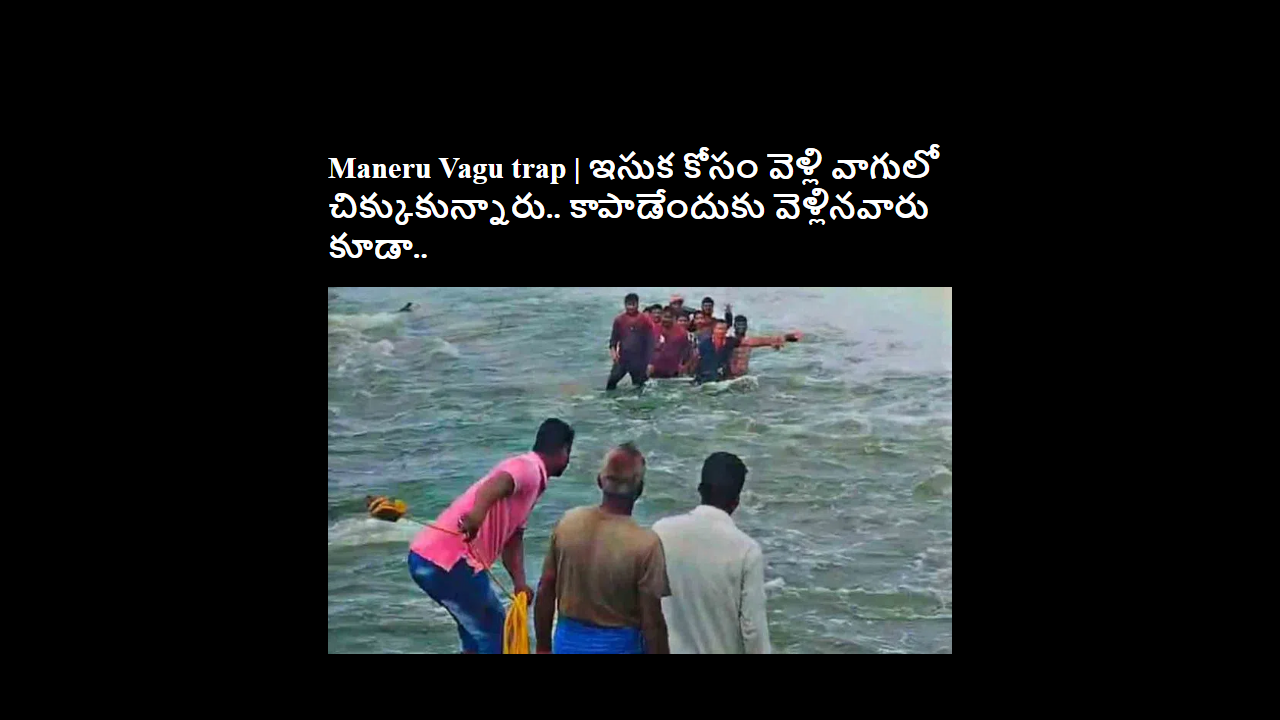 Maneru Vagu trap | ఇసుక కోసం వెళ్లి వాగులో
చిక్కుకున్నారు.. కాపాడేందుకు వెళ్లినవారు
కూడా..